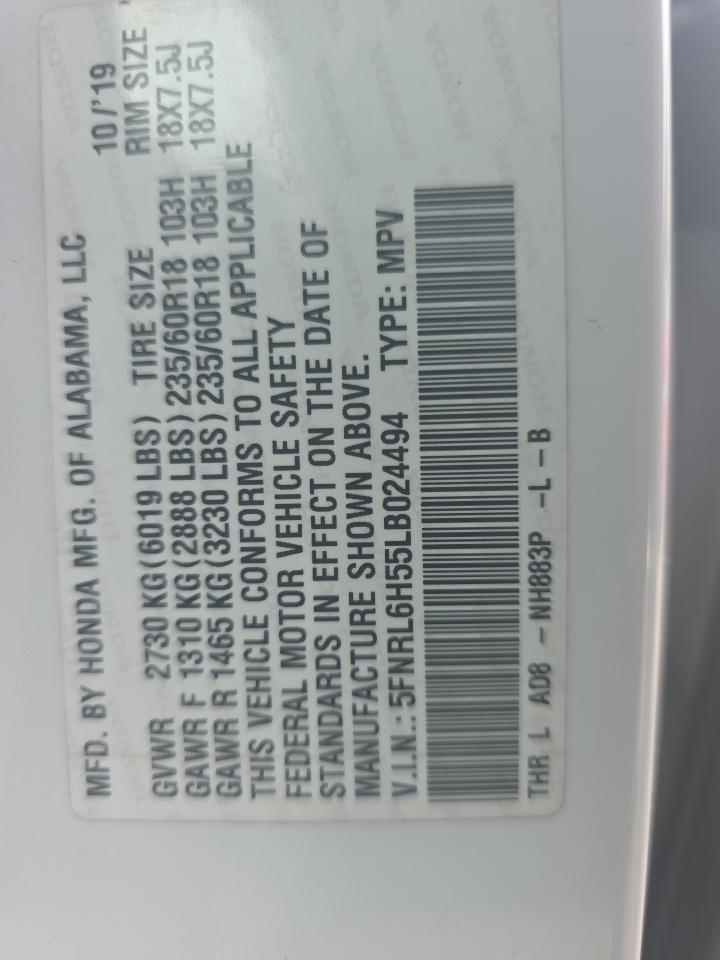 MFD. BY HONDA MFG. OF ALABAMA, LLC 10/'19
GVWR 2730 KG(6019 LBS) TIRE SIZE RIM SIZE
GAWR F 1310 KG(2888 LBS) 235/60R18 103H 18X7.5J
GAWR R 1465 KG(3230 LBS) 235/60R18 103H 18X7.5J
THIS VEHICLE CONFORMS TO ALL APPLICABLE
FEDERAL MOTOR VEHICLE SAFETY
STANDARDS IN EFFECT ON THE DATE OF
MANUFACTURE SHOWN ABOVE.
V.I.N.: 5FNRL6H55LB024494 TYPE: MPV
THR L AD8 -NH883P -L-B